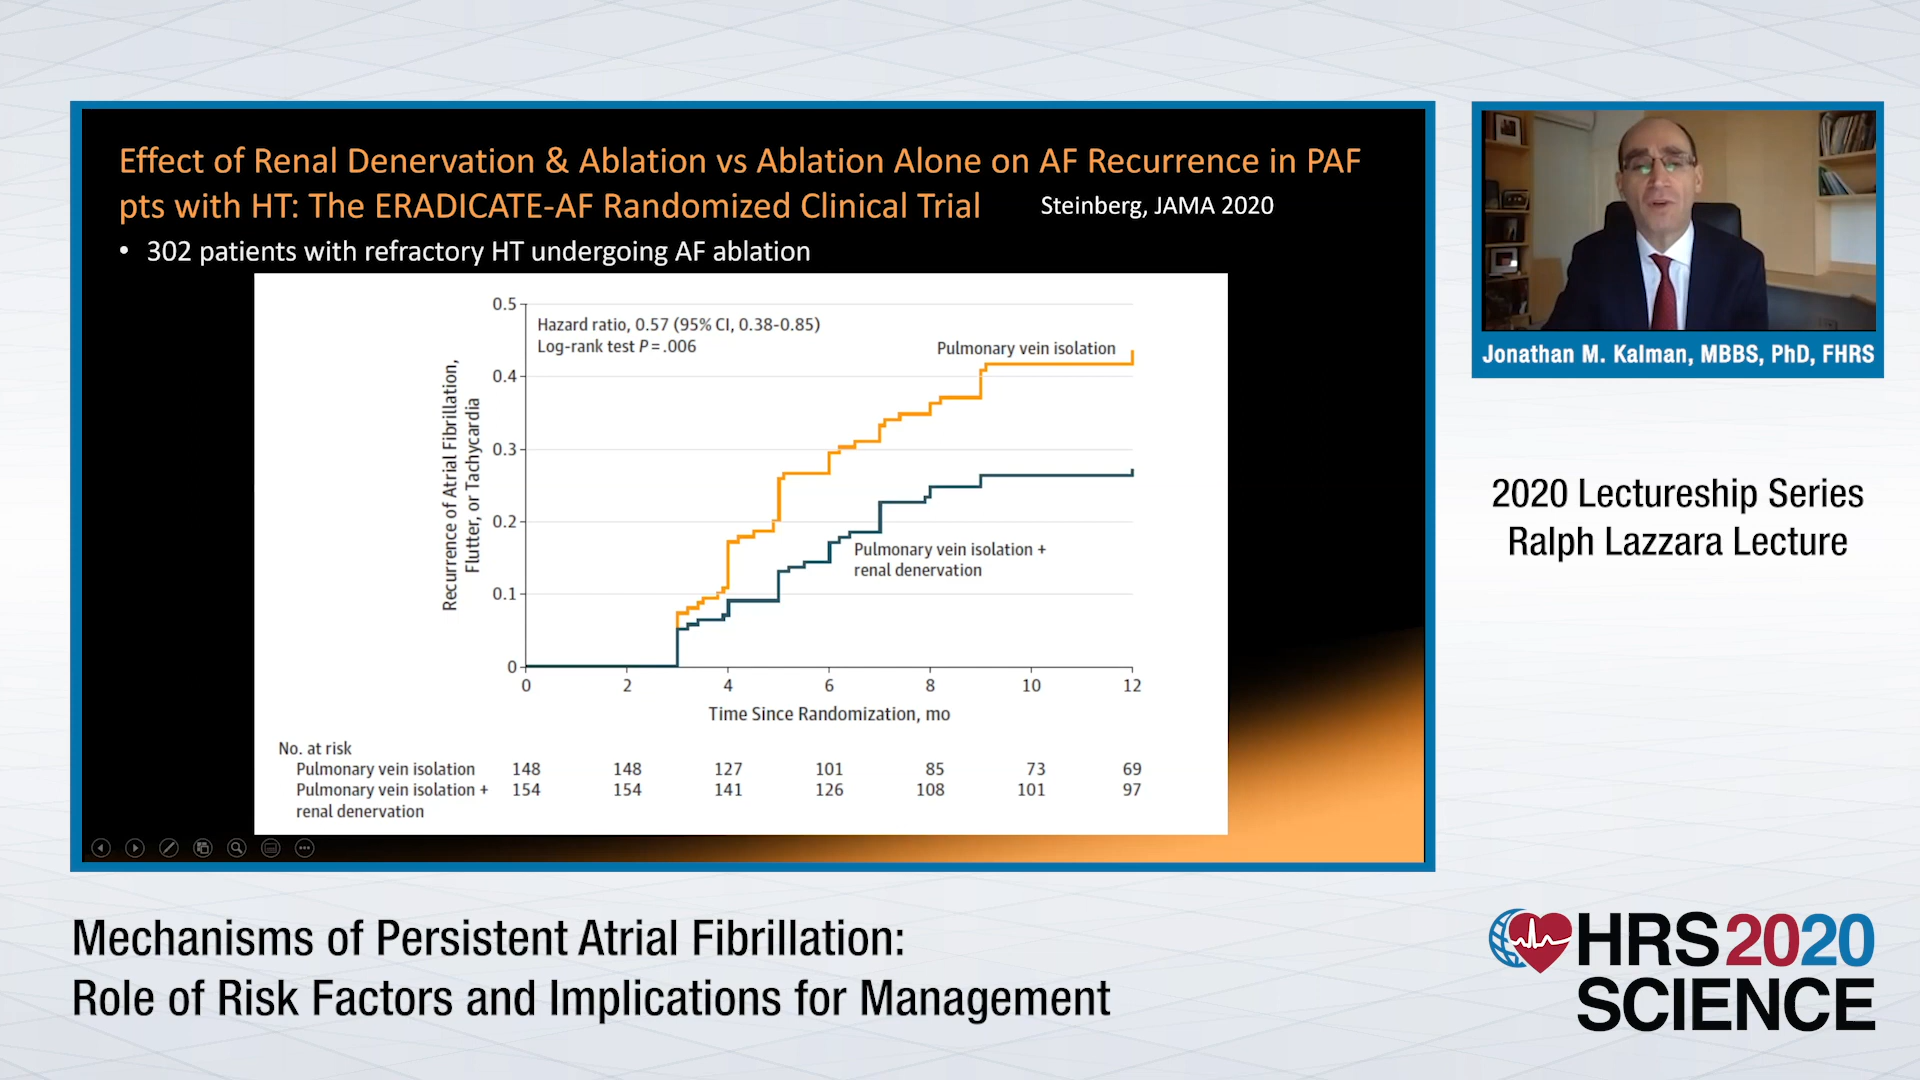 Effect of Renal Denervation & Ablation vs Ablation Alone on AF Recurrence in PAF
pts with HT: The ERADICATE-AF Randomized Clinical Trial
Steinberg, JAMA 2020
• 302 patients with refractory HT undergoing AF ablation
Hazard ratio, 0.57 (95% CI, 0.38-0.85)
Log-rank test P = .006
Pulmonary vein isolation
Pulmonary vein isolation +
renal denervation
Recurrence of Atrial Fibrillation,
Flutter, or Tachycardia
0.5
0.4
0.3
0.2
0.1
0
0 2 4 6 8 10 12
Time Since Randomization, mo
No. at risk
Pulmonary vein isolation 148 148 127 101 85 73 69
Pulmonary vein isolation + 154 154 141 126 108 101 97
renal denervation
Jonathan M. Kalman, MBBS, PhD, FHRS
2020 Lectureship Series
Ralph Lazzara Lecture
Mechanisms of Persistent Atrial Fibrillation:
Role of Risk Factors and Implications for Management
HRS2020
SCIENCE